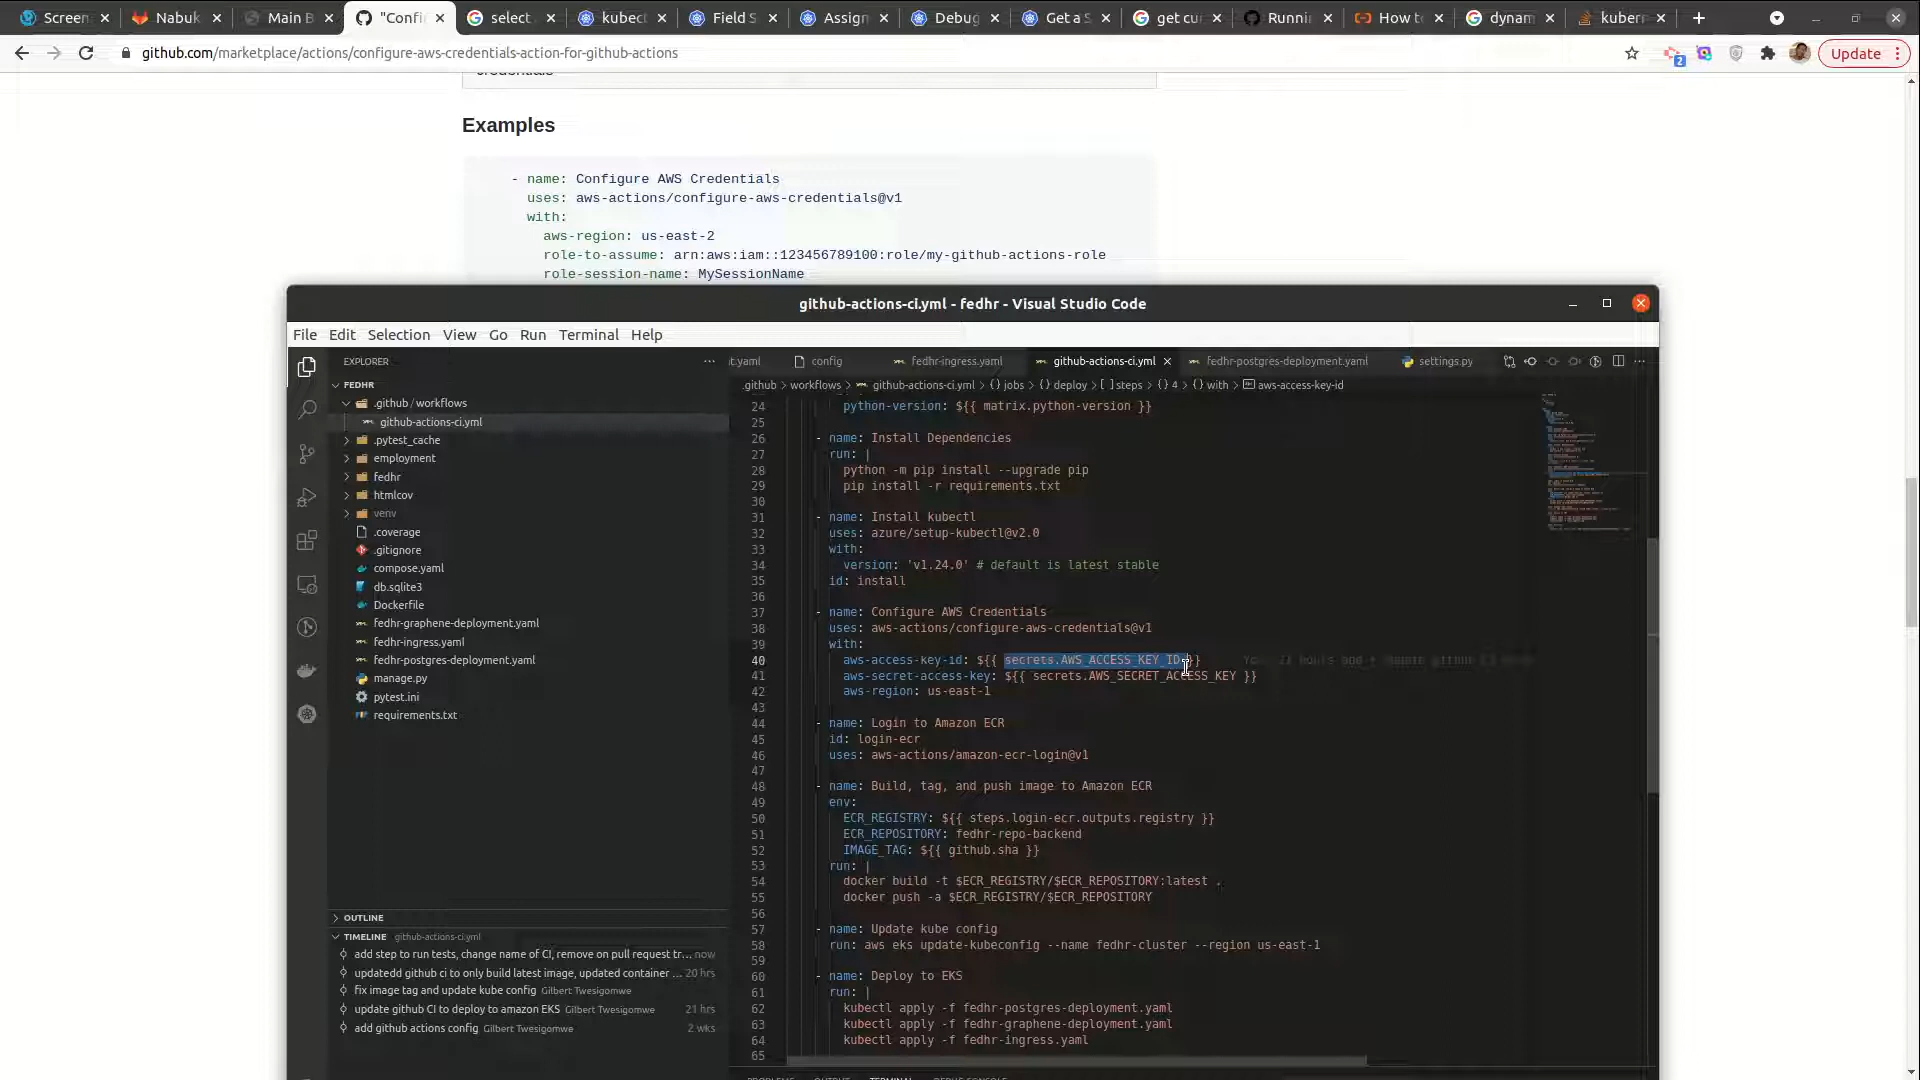 Screen
Nabuk
Main B
"Confi
select
kubect
Field S
Assign
Debug
Get a S
get cu
Runni
How t
dynam
kuber
github.com/marketplace/actions/configure-aws-credentials-action-for-github-actions
2
Update
credentials
Examples
- name: Configure AWS Credentials
uses: aws-actions/configure-aws-credentials@v1
with:
aws-region: us-east-2
role-to-assume: arn:aws:iam::123456789100:role/my-github-actions-role
role-session-name: MySessionName
github-actions-ci.yml - fedhr - Visual Studio Code
File Edit Selection View Go Run Terminal Help
EXPLORER
t.yaml
config
fedhr-ingress.yaml
github-actions-ci.yml
fedhr-postgres-deployment.yaml
settings.py
.github > workflows > github-actions-ci.yml > {} jobs > {} deploy > [ ] steps > {} 4 > {} with > aws-access-key-id
FEDHR
.github / workflows
github-actions-ci.yml
.pytest_cache
employment
fedhr
htmlcov
venv
.coverage
.gitignore
compose.yaml
db.sqlite3
Dockerfile
fedhr-graphene-deployment.yaml
fedhr-ingress.yaml
fedhr-postgres-deployment.yaml
manage.py
pytest.ini
requirements.txt
OUTLINE
TIMELINE github-actions-ci.yml
add step to run tests, change name of CI, remove on pull request tr... now
updatedd github ci to only build latest image, updated container ... 20 hrs
fix image tag and update kube config Gilbert Twesigomwe
update github CI to deploy to amazon EKS Gilbert Twesigomwe 21 hrs
add github actions config Gilbert Twesigomwe 2 wks
24 python-version: ${{ matrix.python-version }}
25
26 - name: Install Dependencies
27 run: |
28 python -m pip install --upgrade pip
29 pip install -r requirements.txt
30
31 - name: Install kubectl
32 uses: azure/setup-kubectl@v2.0
33 with:
34 version: 'v1.24.0' # default is latest stable
35 id: install
36
37 - name: Configure AWS Credentials
38 uses: aws-actions/configure-aws-credentials@v1
39 with:
40 aws-access-key-id: ${{ secrets.AWS_ACCESS_KEY_ID }}
41 aws-secret-access-key: ${{ secrets.AWS_SECRET_ACCESS_KEY }}
42 aws-region: us-east-1
43
44 - name: Login to Amazon ECR
45 id: login-ecr
46 uses: aws-actions/amazon-ecr-login@v1
47
48 - name: Build, tag, and push image to Amazon ECR
49 env:
50 ECR_REGISTRY: ${{ steps.login-ecr.outputs.registry }}
51 ECR_REPOSITORY: fedhr-repo-backend
52 IMAGE_TAG: ${{ github.sha }}
53 run: |
54 docker build -t $ECR_REGISTRY/$ECR_REPOSITORY:latest .
55 docker push -a $ECR_REGISTRY/$ECR_REPOSITORY
56
57 - name: Update kube config
58 run: aws eks update-kubeconfig --name fedhr-cluster --region us-east-1
59
60 - name: Deploy to EKS
61 run: |
62 kubectl apply -f fedhr-postgres-deployment.yaml
63 kubectl apply -f fedhr-graphene-deployment.yaml
64 kubectl apply -f fedhr-ingress.yaml
65